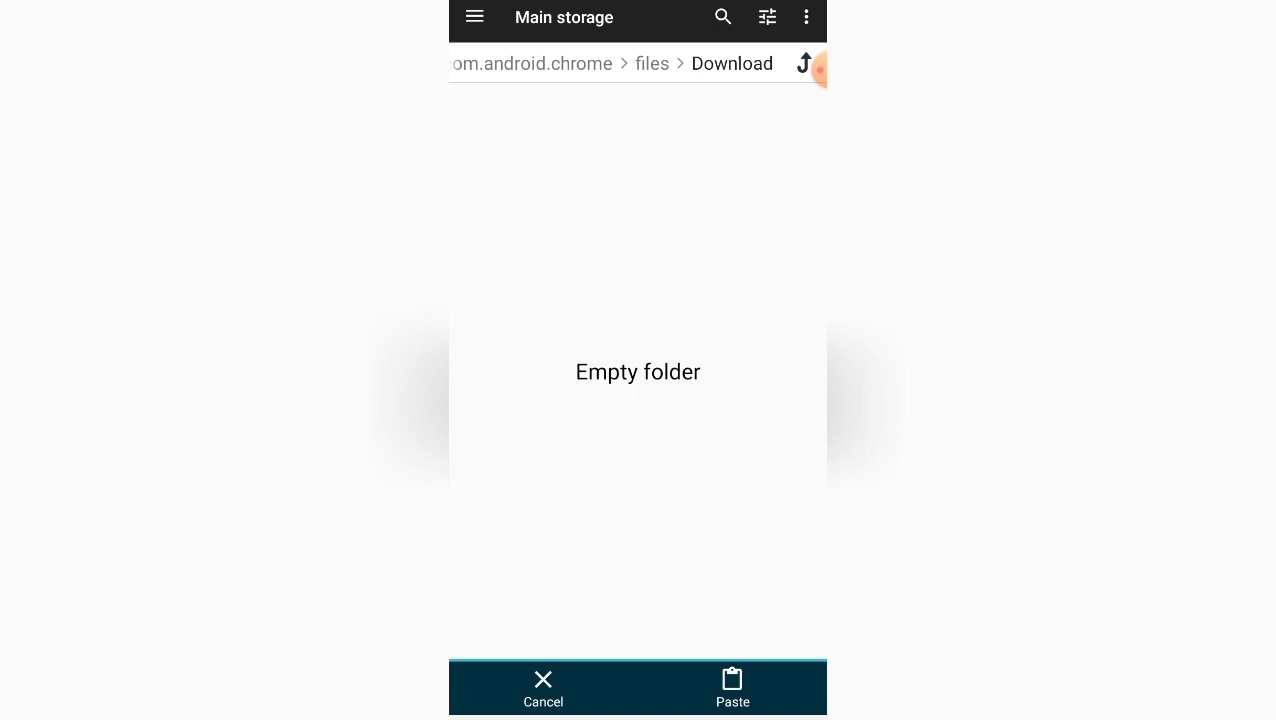 Main storage
om.android.chrome > files > Download
Empty folder
Cancel
Paste